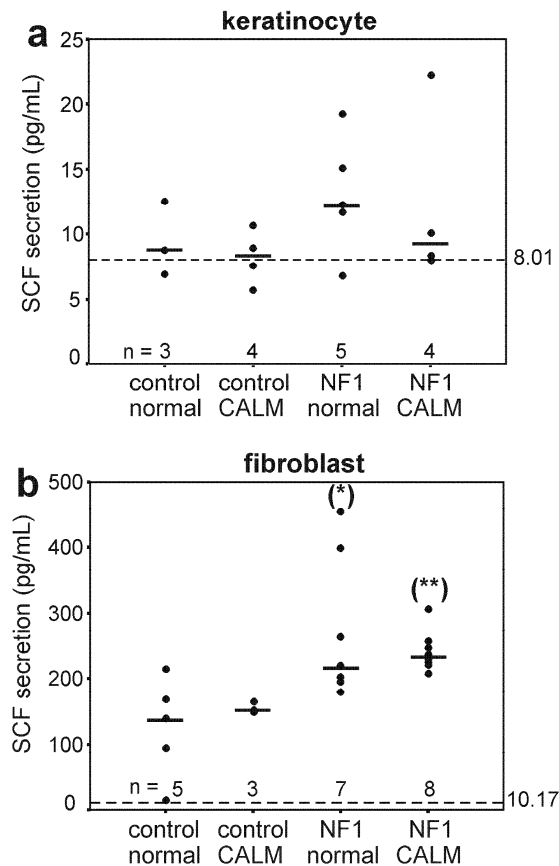 a
keratinocyte
SCF secretion (pg/mL)
25
20
15
10
5
0
8.01
n = 3 4 5 4
control normal
control CALM
NF1 normal
NF1 CALM
b
fibroblast
SCF secretion (pg/mL)
500
400
300
200
100
0
(*)
(**)
10.17
n = 5 3 7 8
control normal
control CALM
NF1 normal
NF1 CALM